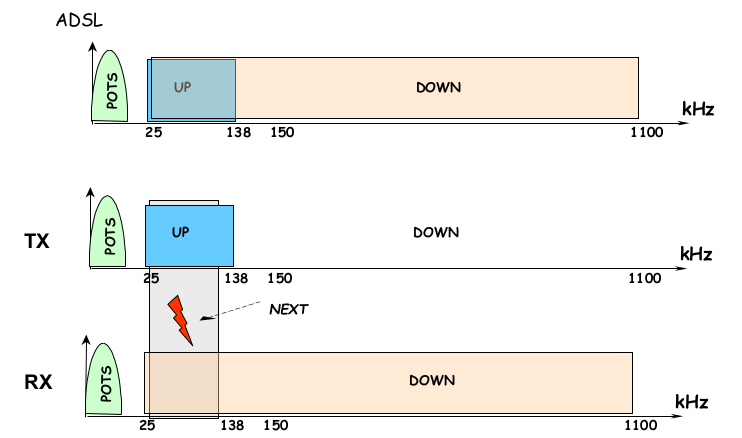 ADSL
POTS
UP
DOWN
kHz
25
138
150
1100
TX
POTS
UP
DOWN
kHz
25
138
150
1100
NEXT
RX
POTS
DOWN
kHz
25
138
150
1100